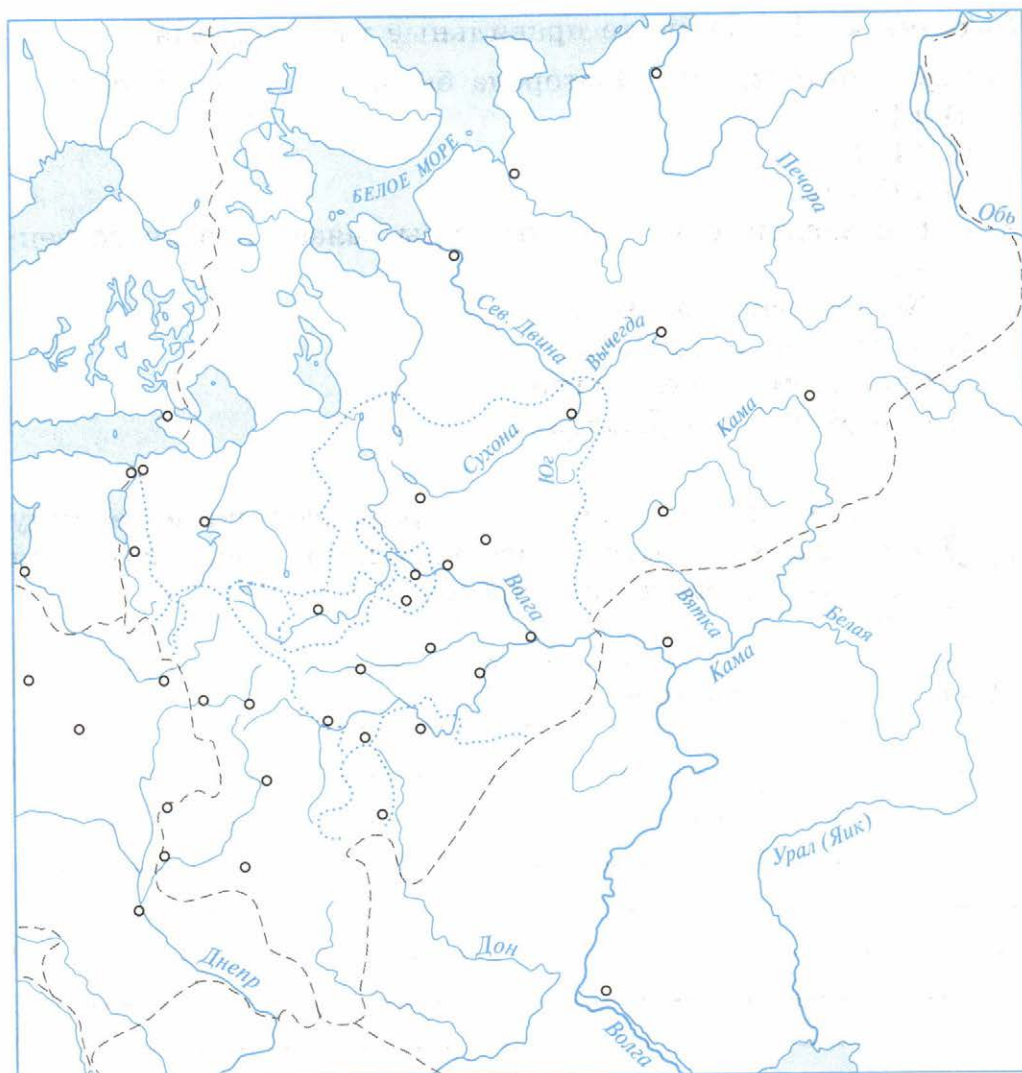 БЕЛОЕ МОРЕ
Печора
Обь
Сев. Двина
Вычегда
Сухона
Юг
Кама
Волга
Вятка
Кама
Белая
Урал (Яик)
Днепр
Дон
Волга